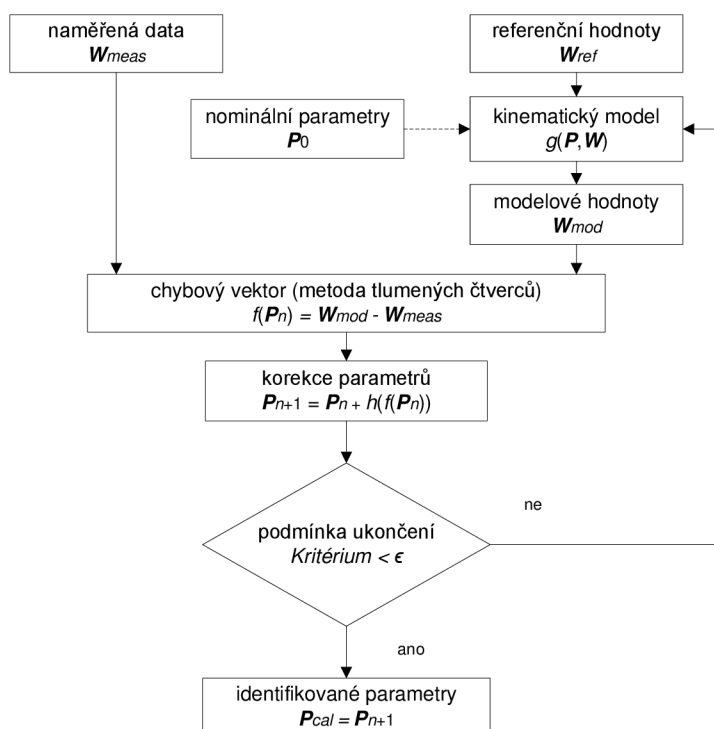 naměřená data
Wmeas
referenční hodnoty
Wref
nominální parametry
P0
kinematický model
g(P,W)
modelové hodnoty
Wmod
chybový vektor (metoda tlumených čtverců)
f(Pn) = Wmod - Wmeas
korekce parametrů
Pn+1 = Pn + h(f(Pn))
podmínka ukončení
Kritérium < ϵ
ne
ano
identifikované parametry
Pcal = Pn+1